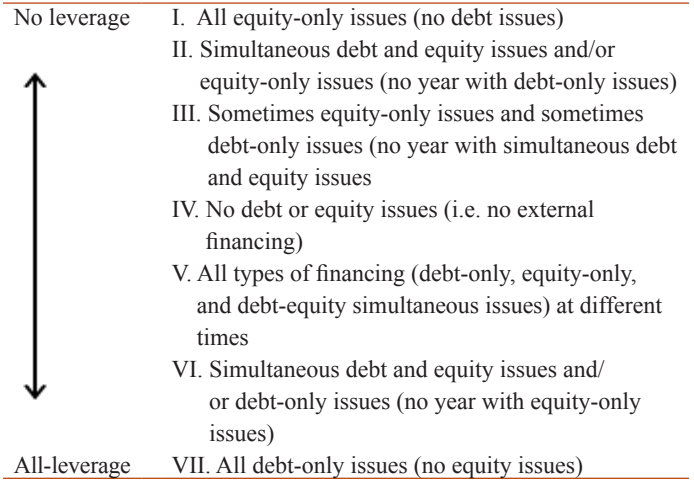 No leverage I. All equity-only issues (no debt issues)
II. Simultaneous debt and equity issues and/or
equity-only issues (no year with debt-only issues)
III. Sometimes equity-only issues and sometimes
debt-only issues (no year with simultaneous debt
and equity issues
IV. No debt or equity issues (i.e. no external
financing)
V. All types of financing (debt-only, equity-only,
and debt-equity simultaneous issues) at different
times
VI. Simultaneous debt and equity issues and/
or debt-only issues (no year with equity-only
issues)
All-leverage VII. All debt-only issues (no equity issues)